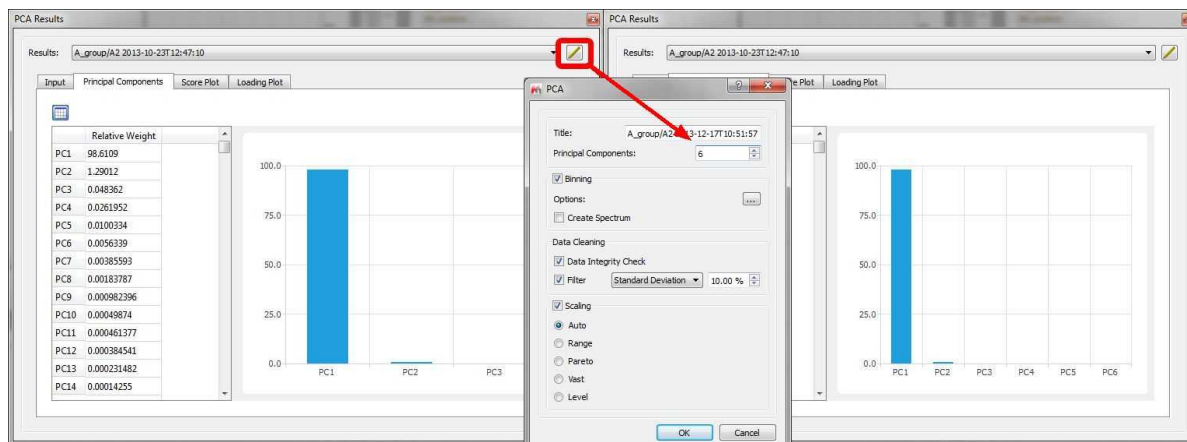 PCA Results
Results: A_group/A2 2013-10-23T12:47:10
Input Principal Components Score Plot Loading Plot
Relative Weight
PC1 98.6109
PC2 1.29012
PC3 0.048362
PC4 0.0261952
PC5 0.0100334
PC6 0.0056339
PC7 0.00385593
PC8 0.00183787
PC9 0.000982396
PC10 0.00049874
PC11 0.000461377
PC12 0.000384541
PC13 0.000231482
PC14 0.00014255
100.0
75.0
50.0
25.0
0.0
PC1 PC2 PC3
PCA
Title: A_group/A2 13-12-17T10:51:57
Principal Components: 6
Binning
Options: ...
Create Spectrum
Data Cleaning
Data Integrity Check
Filter Standard Deviation 10.00 %
Scaling
Auto
Range
Pareto
Vast
Level
OK Cancel
PCA Results
Results: A_group/A2 2013-10-23T12:47:10
e Plot Loading Plot
100.0
75.0
50.0
25.0
0.0
PC1 PC2 PC3 PC4 PC5 PC6